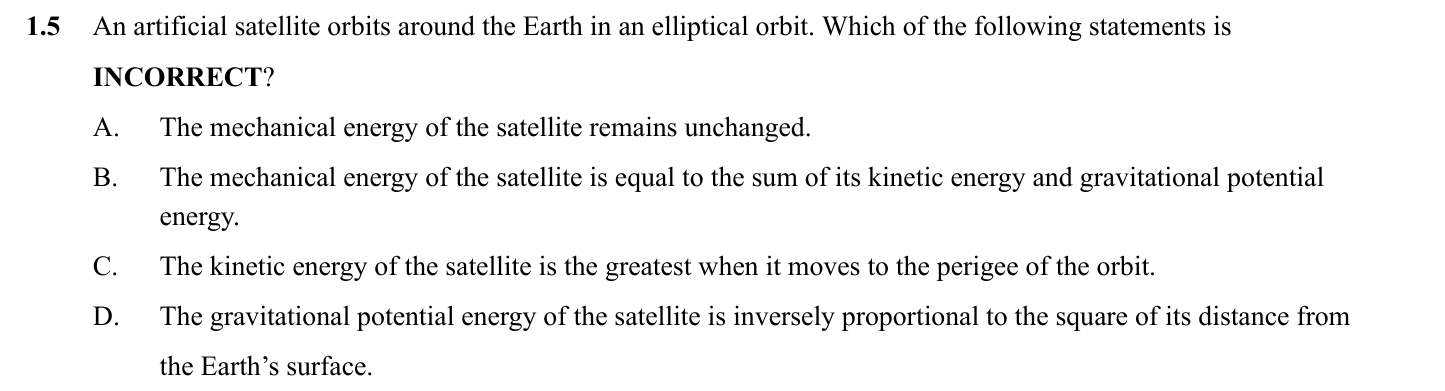 1.5 An artificial satellite orbits around the Earth in an elliptical orbit. Which of the following statements is
INCORRECT?
A. The mechanical energy of the satellite remains unchanged.
B. The mechanical energy of the satellite is equal to the sum of its kinetic energy and gravitational potential
energy.
C. The kinetic energy of the satellite is the greatest when it moves to the perigee of the orbit.
D. The gravitational potential energy of the satellite is inversely proportional to the square of its distance from
the Earth's surface.